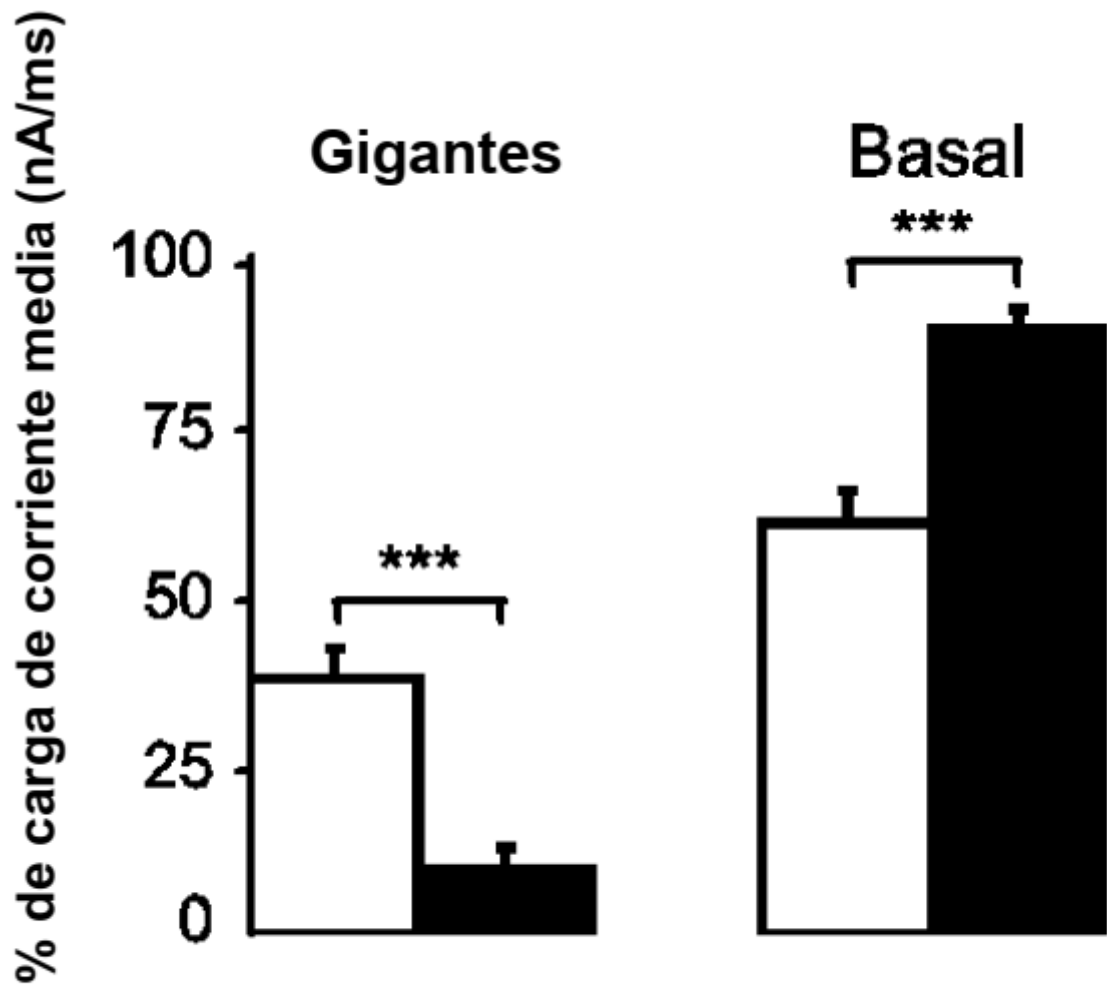 % de carga de corriente media (nA/ms)
Gigantes
Basal
***
***
100
75
50
25
0